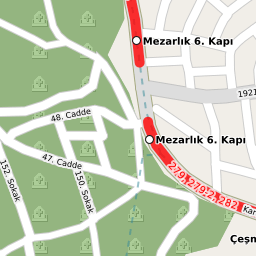 Mezarlık 6. Kapı
1921
48. Cadde
Mezarlık 6. Kapı
47. Cadde
152. Sokak
150. Sokak
279, 279-2, 282
Kar
Çeşm